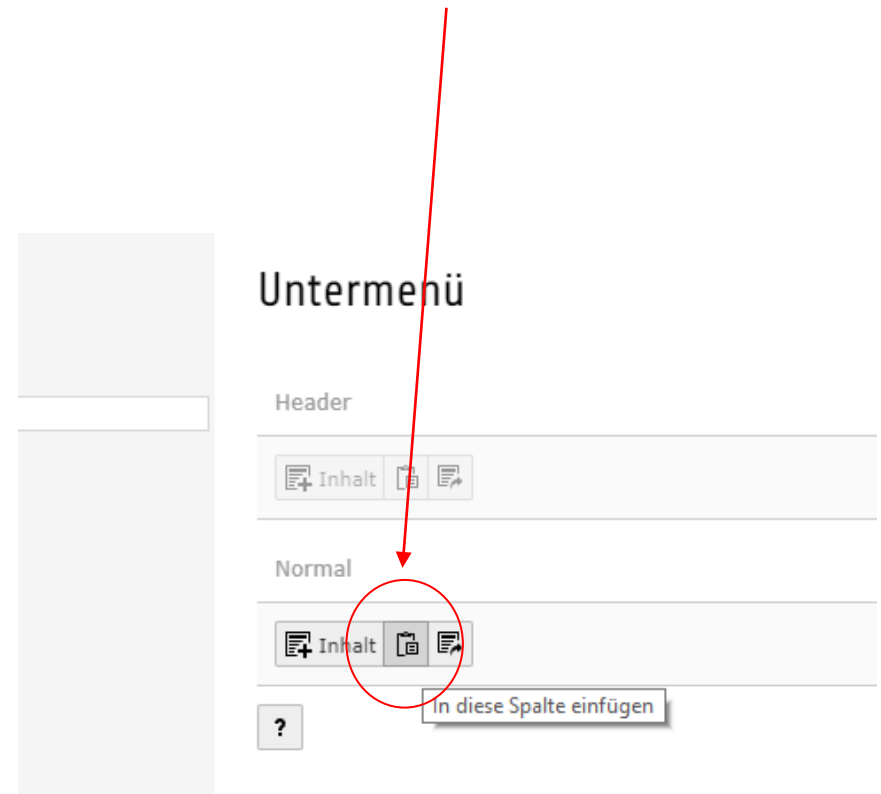 Untermenü
Header
Inhalt
Normal
Inhalt
In diese Spalte einfügen
?